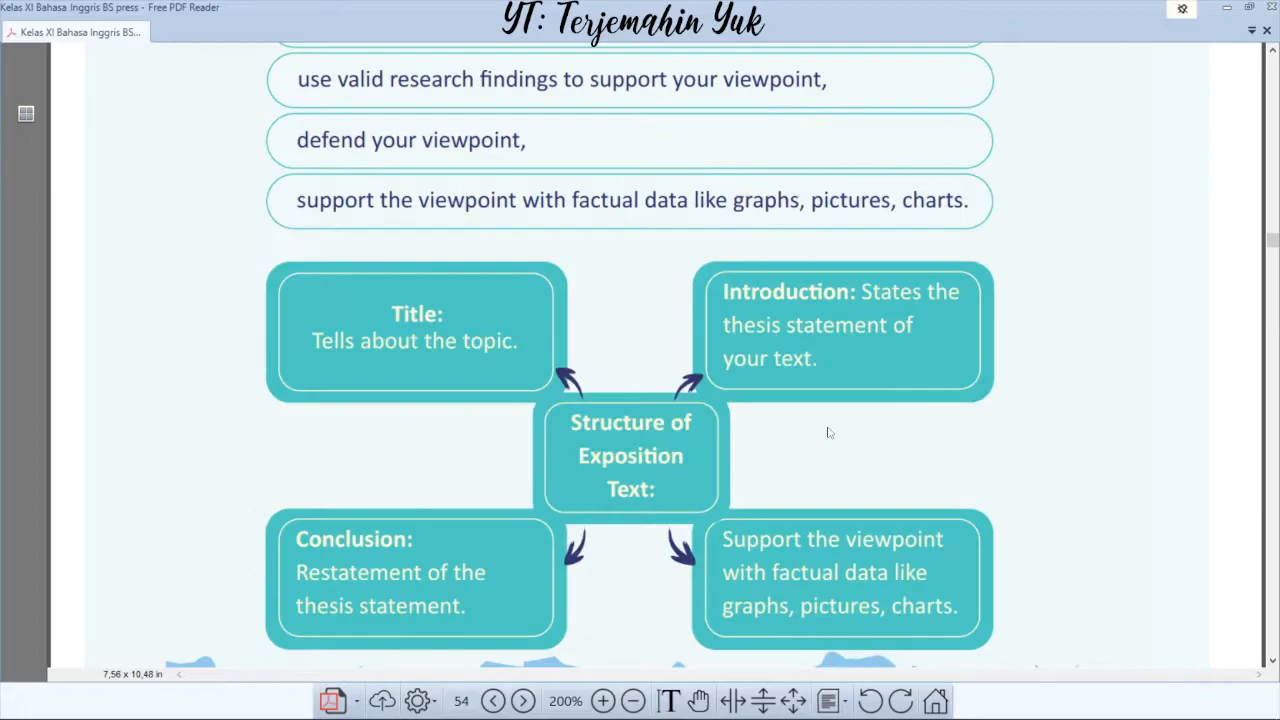 Kelas XI Bahasa Inggris BS press - Free PDF Reader
YT: Terjemahin Yuk
Kelas XI Bahasa Inggris BS...
use valid research findings to support your viewpoint,
defend your viewpoint,
support the viewpoint with factual data like graphs, pictures, charts.
Title:
Tells about the topic.
Introduction: States the
thesis statement of
your text.
Structure of
Exposition
Text:
Conclusion:
Restatement of the
thesis statement.
Support the viewpoint
with factual data like
graphs, pictures, charts.
7,56 x 10,48 in
54
200%